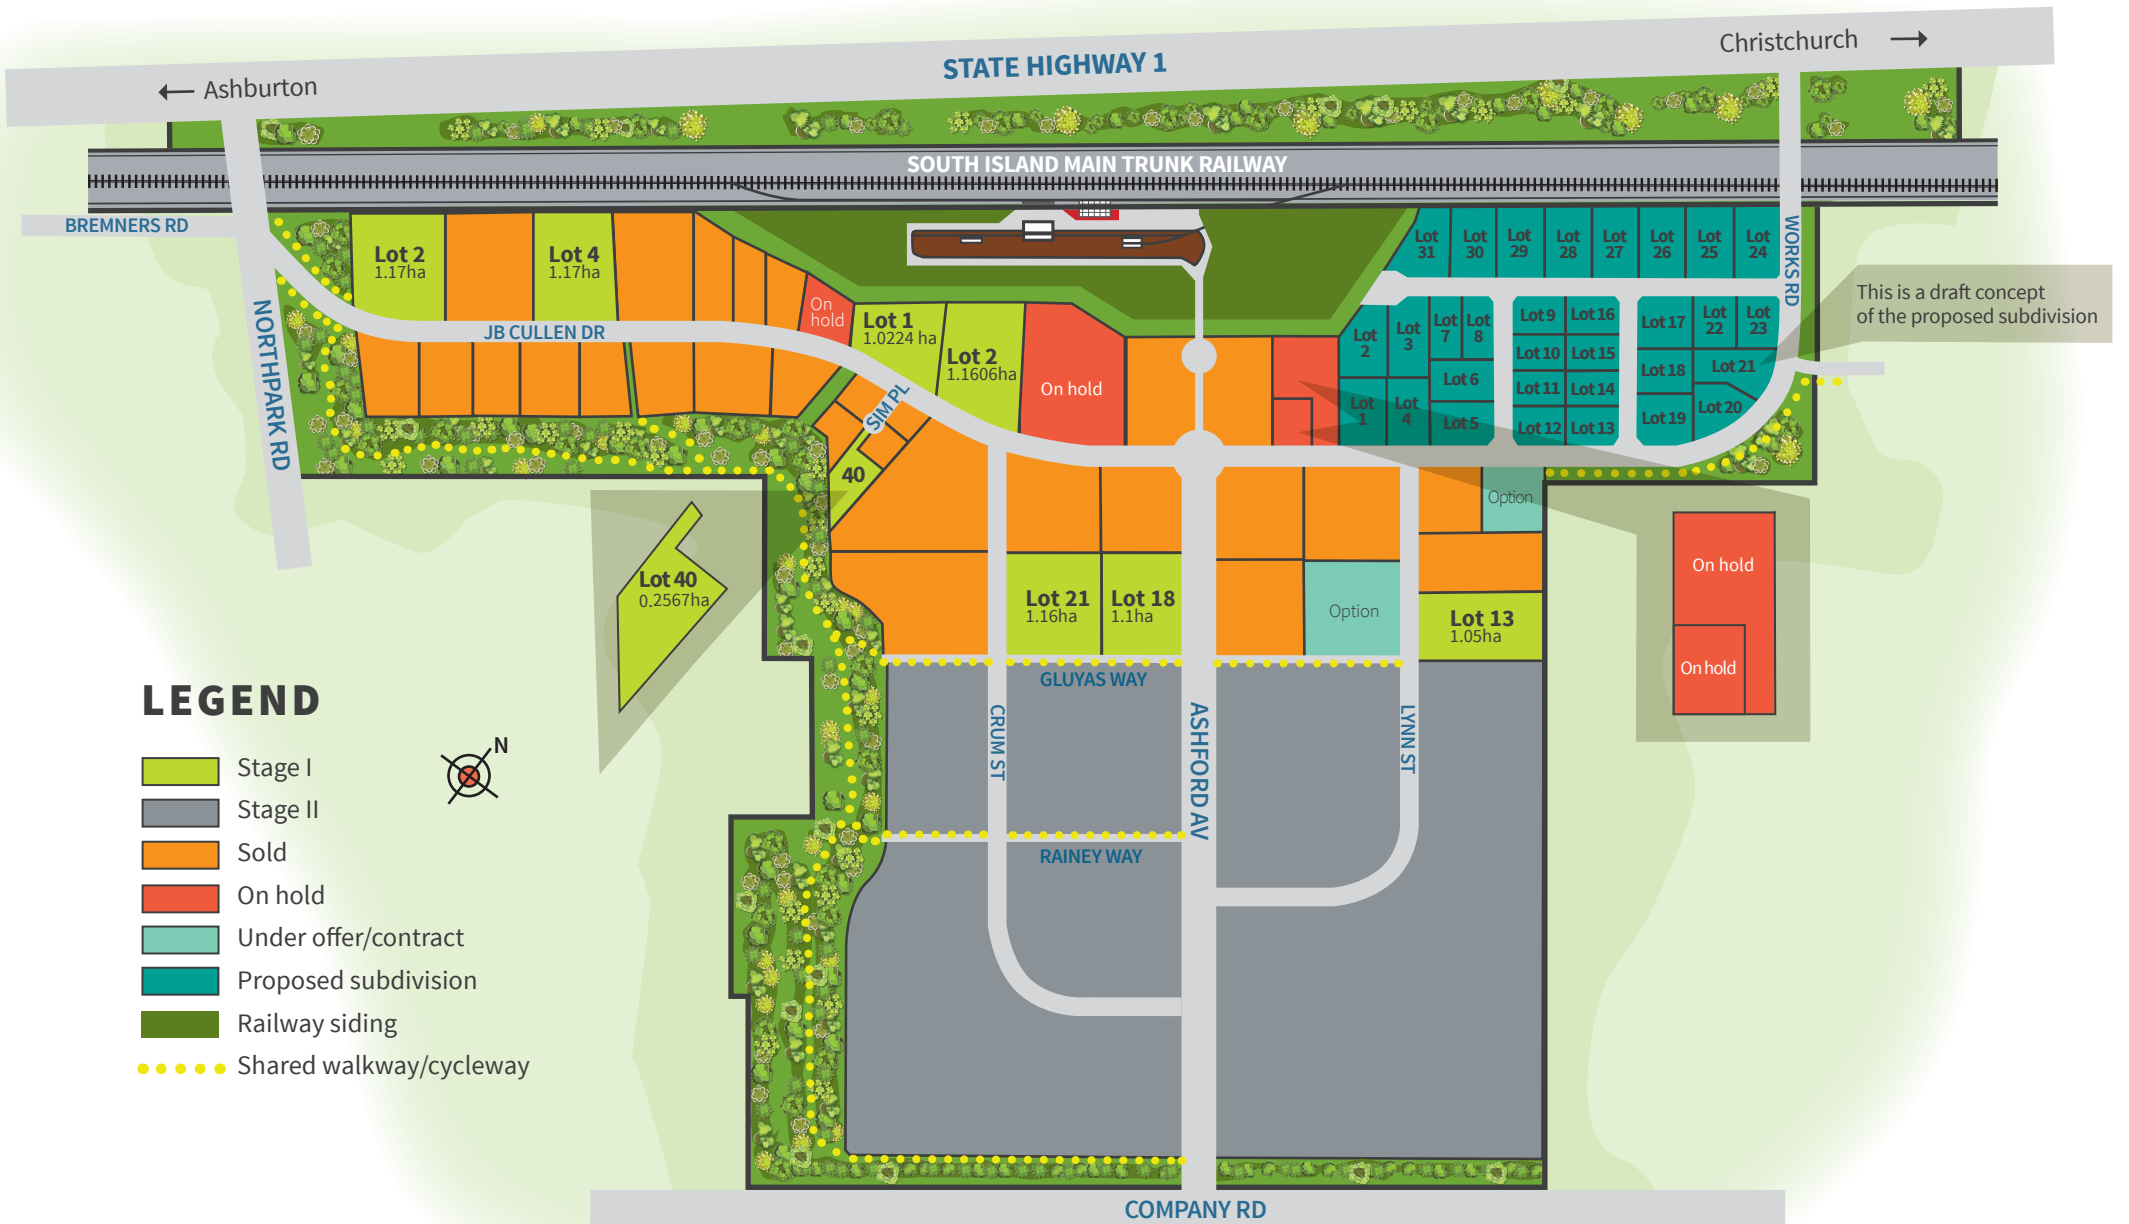 Christchurch
STATE HIGHWAY 1
Ashburton
SOUTH ISLAND MAIN TRUNK RAILWAY
BREMNERS RD
NORTHPARK RD
WORKS RD
JB CULLEN DR
SIM PL
Lot 2
1.17ha
Lot 4
1.17ha
On
hold
Lot 1
1.0224 ha
Lot 2
1.1606ha
On hold
Lot
31
Lot
30
Lot
29
Lot
28
Lot
27
Lot
26
Lot
25
Lot
24
Lot
2
Lot
3
Lot
7
Lot
8
Lot 6
Lot
1
Lot
4
Lot 5
Lot 9
Lot 16
Lot 10
Lot 15
Lot 11
Lot 14
Lot 12
Lot 13
Lot 17
Lot
22
Lot
23
Lot 18
Lot 21
Lot 19
Lot 20
This is a draft concept
of the proposed subdivision
40
Option
Lot 40
0.2567ha
Lot 21
1.16ha
Lot 18
1.1ha
Option
Lot 13
1.05ha
On hold
On hold
GLUYAS WAY
CRUM ST
ASHFORD AV
LYNN ST
RAINEY WAY
LEGEND
N
Stage I
Stage II
Sold
On hold
Under offer/contract
Proposed subdivision
Railway siding
Shared walkway/cycleway
COMPANY RD